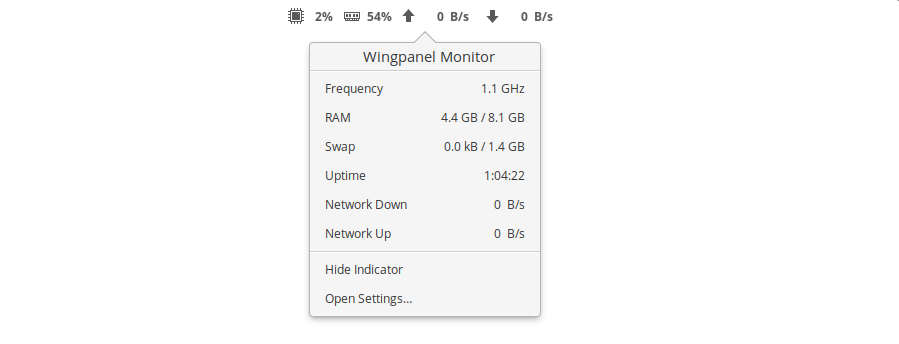 2% 54% 0 B/s 0 B/s
Wingpanel Monitor
Frequency 1.1 GHz
RAM 4.4 GB / 8.1 GB
Swap 0.0 kB / 1.4 GB
Uptime 1:04:22
Network Down 0 B/s
Network Up 0 B/s
Hide Indicator
Open Settings...